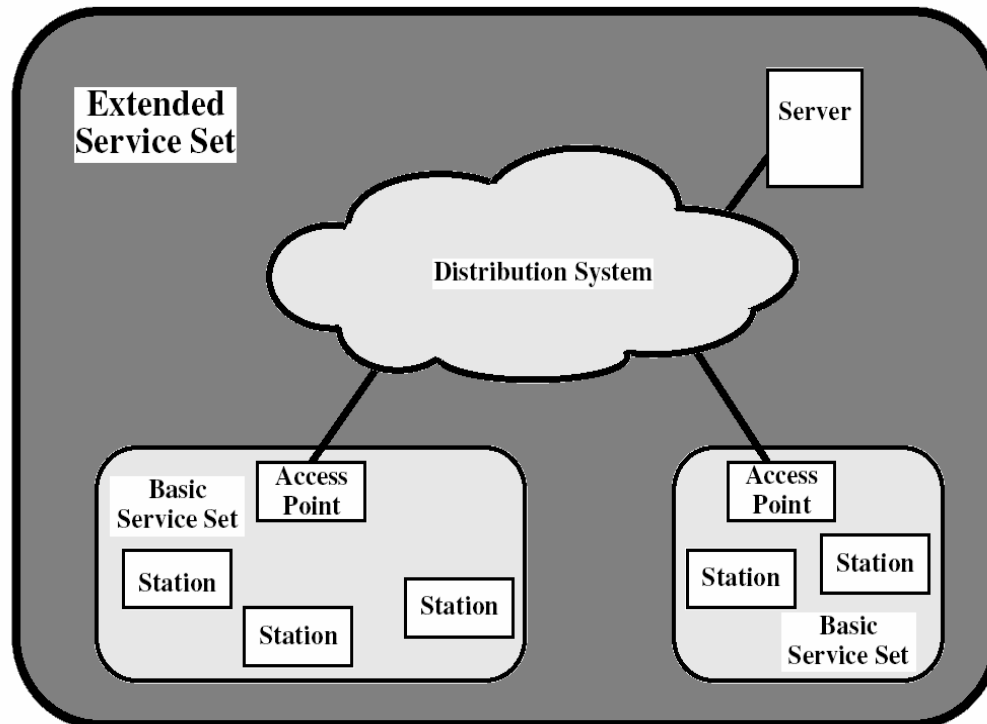 Extended
Service Set
Server
Distribution System
Basic
Service Set
Access
Point
Station
Station
Station
Access
Point
Station
Station
Basic
Service Set